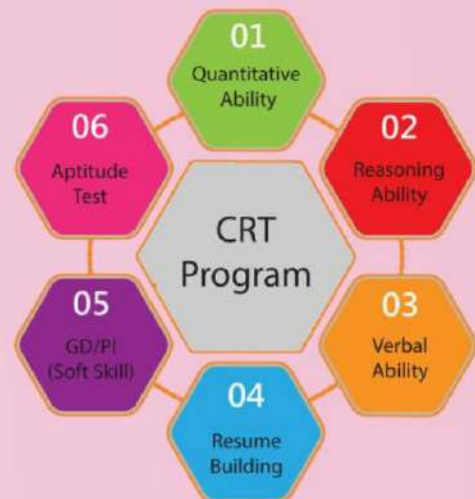 01
Quantitative
Ability
02
Reasoning
Ability
03
Verbal
Ability
04
Resume
Building
05
GD/PI
(Soft Skill)
06
Aptitude
Test
CRT
Program